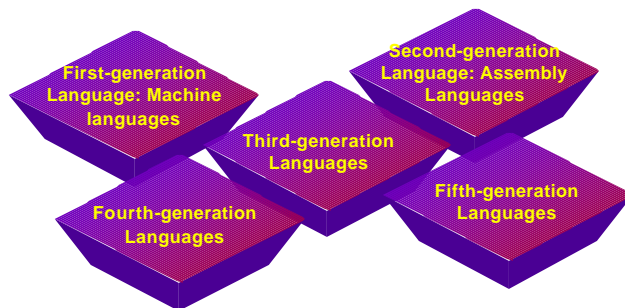 First-generation
Language: Machine
languages
Second-generation
Language: Assembly
Languages
Third-generation
Languages
Fourth-generation
Languages
Fifth-generation
Languages